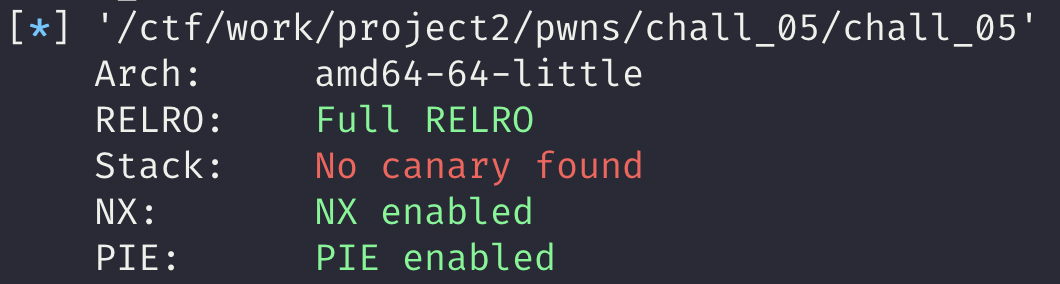 [*] '/ctf/work/project2/pwns/chall_05/chall_05'
Arch: amd64-64-little
RELRO: Full RELRO
Stack: No canary found
NX: NX enabled
PIE: PIE enabled